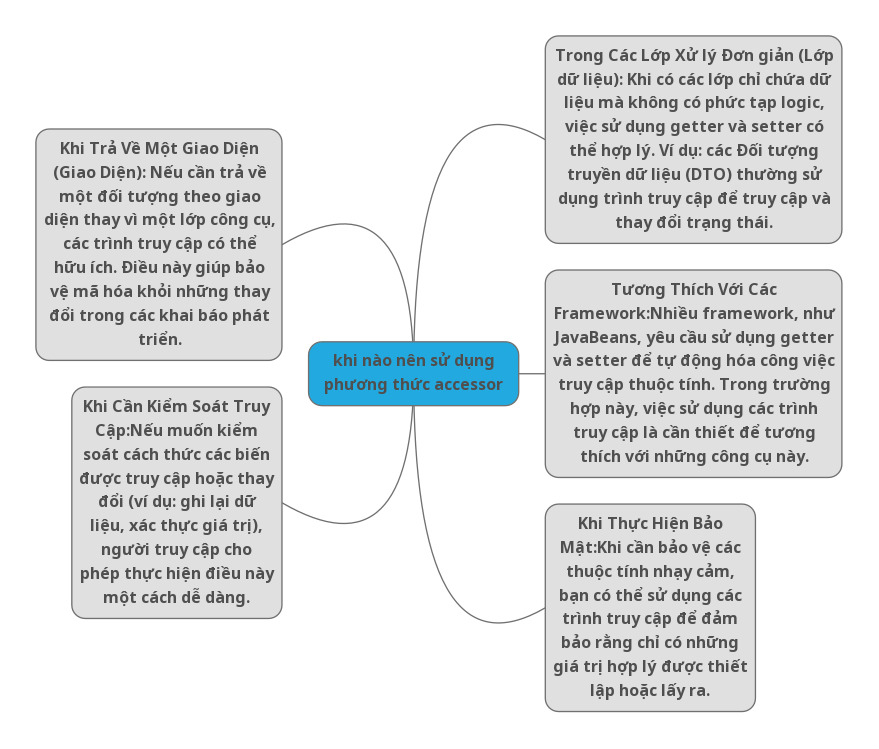 khi nào nên sử dụng
phương thức accessor
Trong Các Lớp Xử lý Đơn giản (Lớp
dữ liệu): Khi có các lớp chỉ chứa dữ
liệu mà không có phức tạp logic,
việc sử dụng getter và setter có
thể hợp lý. Ví dụ: các Đối tượng
truyền dữ liệu (DTO) thường sử
dụng trình truy cập để truy cập và
thay đổi trạng thái.
Tương Thích Với Các
Framework:Nhiều framework, như
JavaBeans, yêu cầu sử dụng getter
và setter để tự động hóa công việc
truy cập thuộc tính. Trong trường
hợp này, việc sử dụng các trình
truy cập là cần thiết để tương
thích với những công cụ này.
Khi Thực Hiện Bảo
Mật:Khi cần bảo vệ các
thuộc tính nhạy cảm,
bạn có thể sử dụng các
trình truy cập để đảm
bảo rằng chỉ có những
giá trị hợp lý được thiết
lập hoặc lấy ra.
Khi Trả Về Một Giao Diện
(Giao Diện): Nếu cần trả về
một đối tượng theo giao
diện thay vì một lớp công cụ,
các trình truy cập có thể
hữu ích. Điều này giúp bảo
vệ mã hóa khỏi những thay
đổi trong các khai báo phát
triển.
Khi Cần Kiểm Soát Truy
Cập:Nếu muốn kiểm
soát cách thức các biến
được truy cập hoặc thay
đổi (ví dụ: ghi lại dữ
liệu, xác thực giá trị),
người truy cập cho
phép thực hiện điều này
một cách dễ dàng.